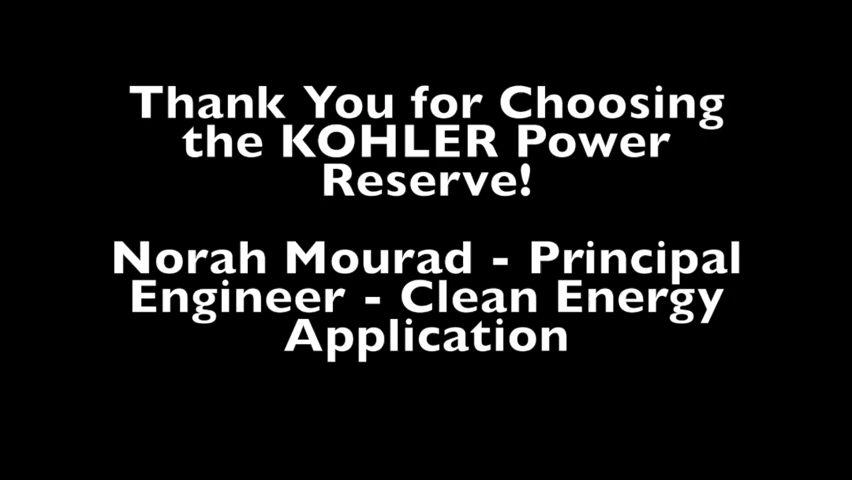 Thank You for Choosing
the KOHLER Power
Reserve!
Norah Mourad - Principal
Engineer - Clean Energy
Application